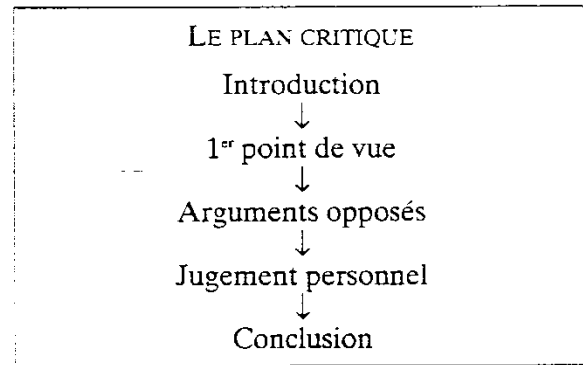 LE PLAN CRITIQUE
Introduction
↓
1er point de vue
↓
Arguments opposés
↓
Jugement personnel
↓
Conclusion